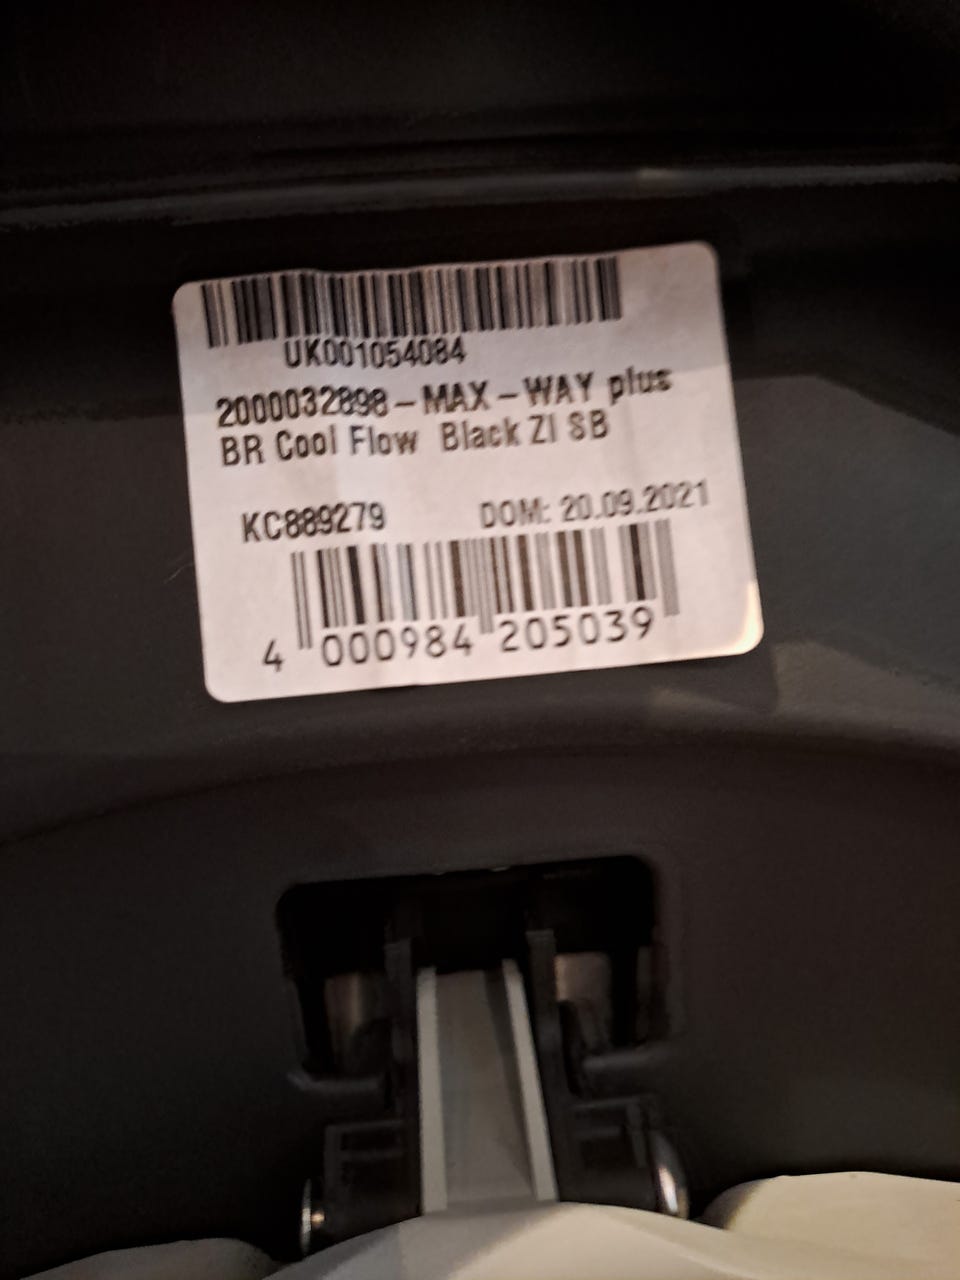 UK001054084
2000032898-MAX-WAY plus
BR Cool Flow Black ZI SB
KC889279 DOM: 20.09.2021
4 000984 205039